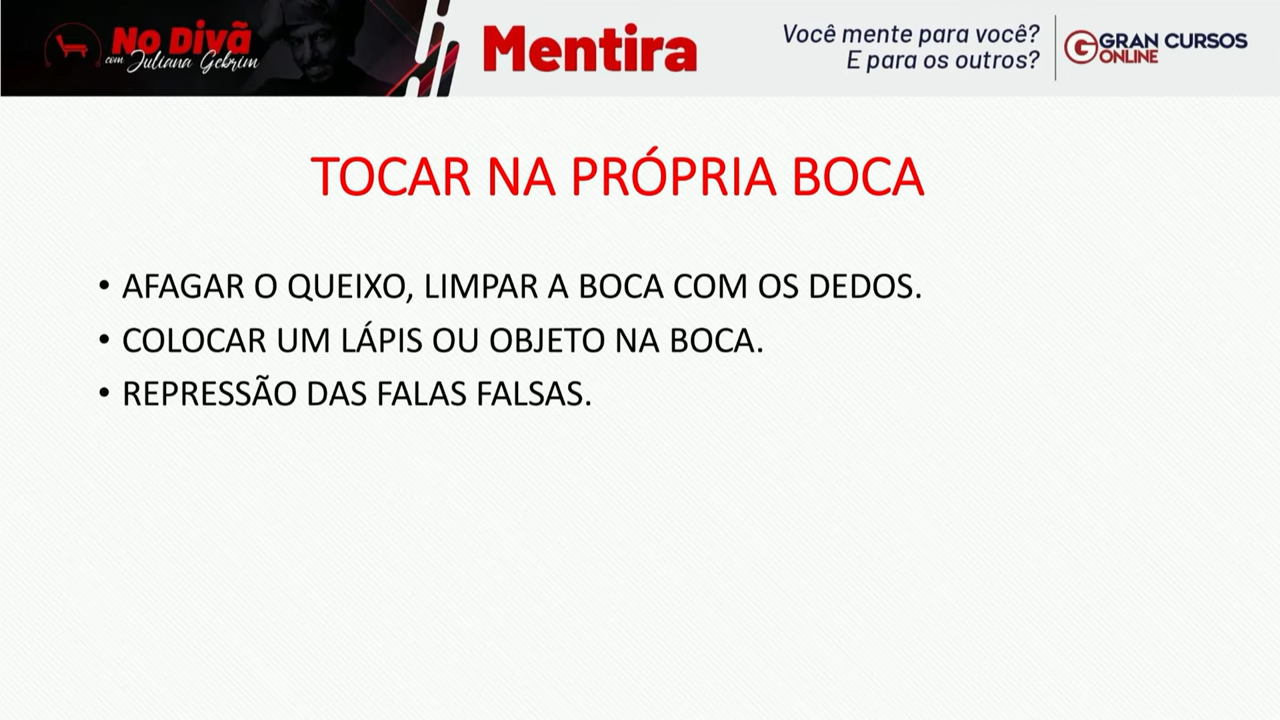 No Divã
com Juliana Gebrim
Mentira
Você mente para você?
E para os outros?
G GRAN CURSOS
ONLINE
TOCAR NA PRÓPRIA BOCA
• AFAGAR O QUEIXO, LIMPAR A BOCA COM OS DEDOS.
• COLOCAR UM LÁPIS OU OBJETO NA BOCA.
• REPRESSÃO DAS FALAS FALSAS.